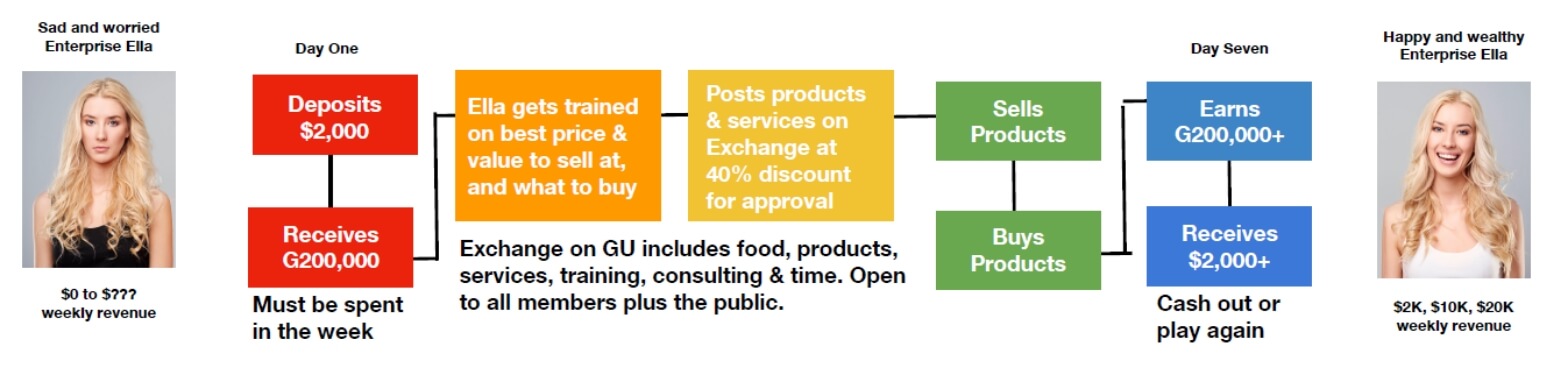 Sad and worried
Enterprise Ella
$0 to $???
weekly revenue
Day One
Deposits
$2,000
Receives
G200,000
Must be spent
in the week
Ella gets trained
on best price &
value to sell at,
and what to buy
Posts products
& services on
Exchange at
40% discount
for approval
Exchange on GU includes food, products,
services, training, consulting & time. Open
to all members plus the public.
Sells
Products
Buys
Products
Day Seven
Earns
G200,000+
Receives
$2,000+
Cash out or
play again
Happy and wealthy
Enterprise Ella
$2K, $10K, $20K
weekly revenue